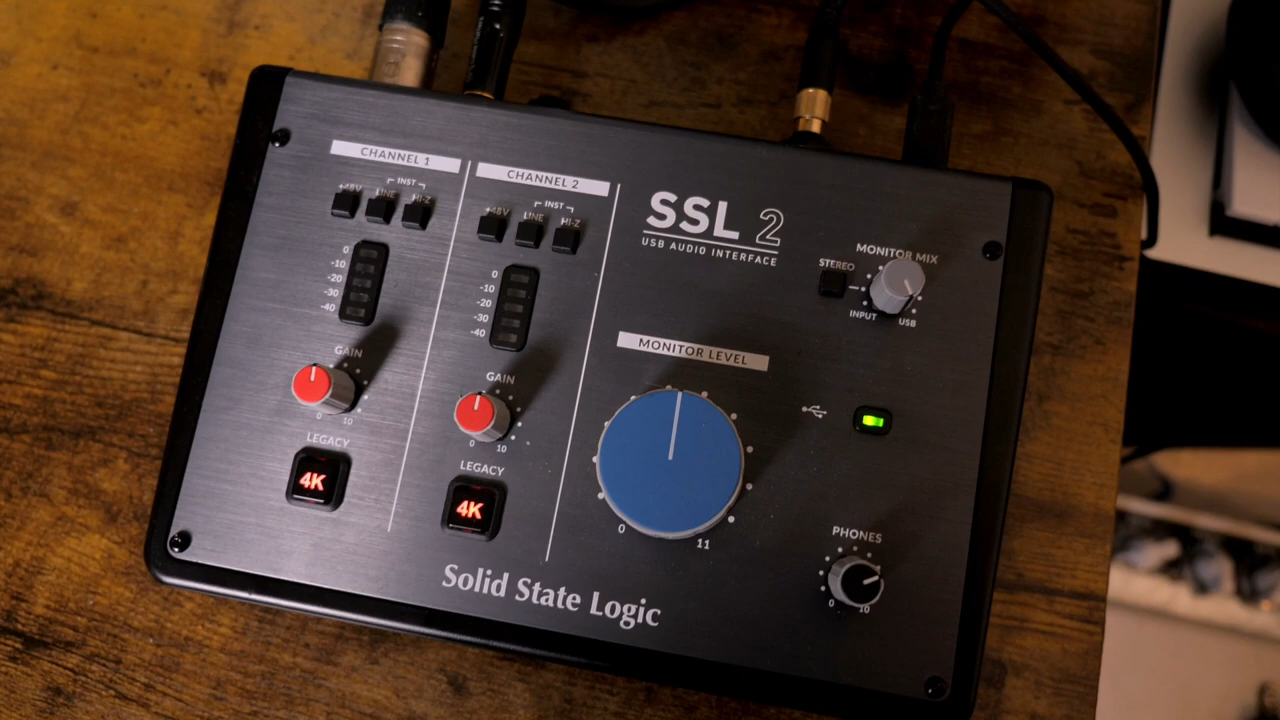 CHANNEL 1
+48V
LINE
INST
HI-Z
0
-10
-20
-30
-40
GAIN
0
10
LEGACY
4K
CHANNEL 2
+48V
LINE
INST
HI-Z
0
-10
-20
-30
-40
GAIN
0
10
LEGACY
4K
SSL 2
USB AUDIO INTERFACE
MONITOR MIX
STEREO
INPUT
USB
MONITOR LEVEL
0
11
PHONES
0
10
Solid State Logic